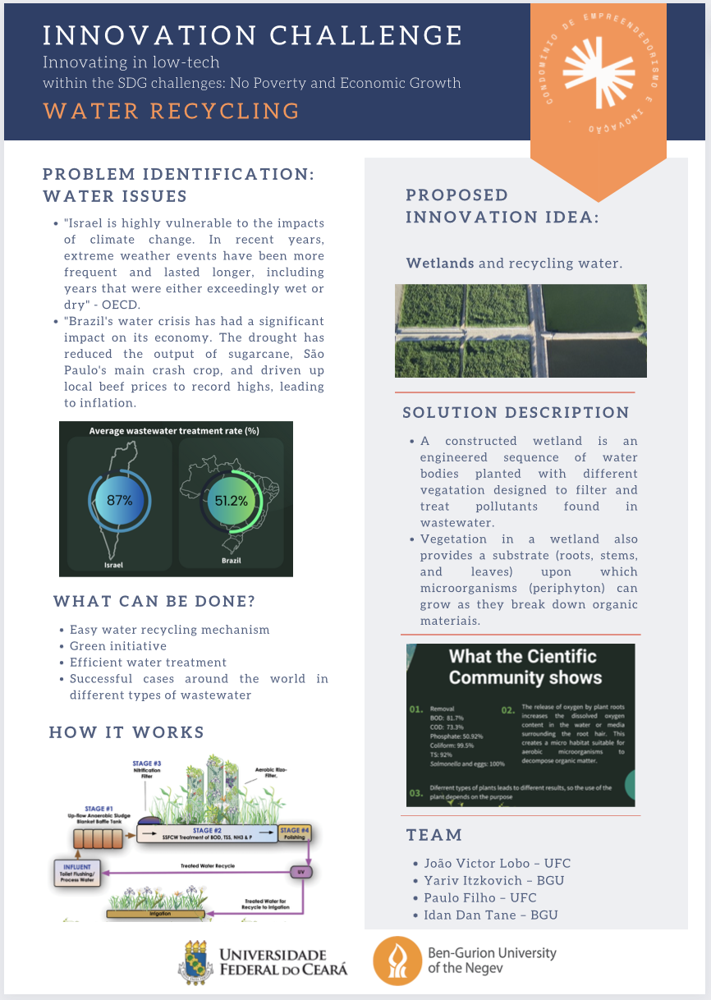 INNOVATION CHALLENGE
Innovating in low-tech
within the SDG challenges: No Poverty and Economic Growth
WATER RECYCLING
CONDOMÍNIO DE EMPREENDEDORISMO E INOVAÇÃO
PROBLEM IDENTIFICATION:
WATER ISSUES
• "Israel is highly vulnerable to the impacts
of climate change. In recent years,
extreme weather events have been more
frequent and lasted longer, including
years that were either exceedingly wet or
dry" - OECD.
• "Brazil's water crisis has had a significant
impact on its economy. The drought has
reduced the output of sugarcane, São
Paulo's main crash crop, and driven up
local beef prices to record highs, leading
to inflation.
Average wastewater treatment rate (%)
87%
51.2%
Israel
Brazil
WHAT CAN BE DONE?
• Easy water recycling mechanism
• Green initiative
• Efficient water treatment
• Successful cases around the world in
different types of wastewater
HOW IT WORKS
STAGE #3
Nitrification
Filter
Aerobic Rizo-
Filter.
STAGE #1
Up-flow Anaerobic Sludge
Blanket Baffle Tank
STAGE #2
SSFCW Treatment of BOD, TSS, NH3 & P
STAGE #4
Polishing
INFLUENT
Toilet Flushing/
Process Water
Treated Water Recycle
UV
Treated Water for
Recycle to Irrigation
Irrigation
PROPOSED
INNOVATION IDEA:
Wetlands and recycling water.
SOLUTION DESCRIPTION
• A constructed wetland is an
engineered sequence of water
bodies planted with different
vegatation designed to filter and
treat pollutants found in
wastewater.
• Vegetation in a wetland also
provides a substrate (roots, stems,
and leaves) upon which
microorganisms (periphyton) can
grow as they break down organic
materiais.
What the Cientific
Community shows
01.
Removal
BOD: 81.7%
COD: 73.3%
Phosphate: 50.92%
Coliform: 99.5%
TS: 92%
Salmonella and eggs: 100%
02.
The release of oxygen by plant roots
increases the dissolved oxygen
content in the water or media
surrounding the root hair. This
creates a micro habitat suitable for
aerobic microorganisms to
decompose organic matter.
03.
Diferrent types of plants leads to different results, so the use of the
plant depends on the purpose
TEAM
• João Victor Lobo – UFC
• Yariv Itzkovich – BGU
• Paulo Filho – UFC
• Idan Dan Tane – BGU
UNIVERSIDADE
FEDERAL DO CEARÁ
Ben-Gurion University
of the Negev